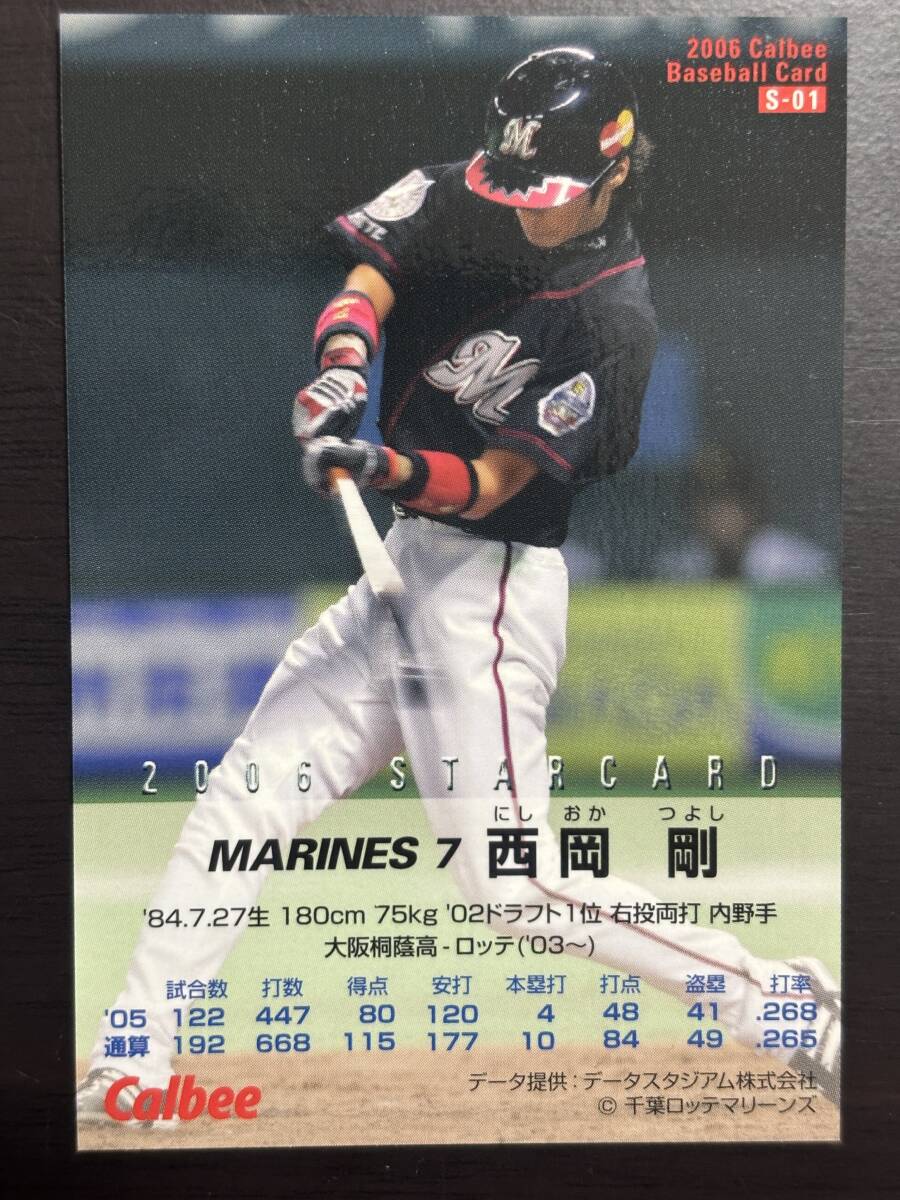 2006 Calbee
Baseball Card
S-01
M
M
2006 STARCARD
にし おか つよし
MARINES 7 西岡 剛
'84.7.27生 180cm 75kg '02ドラフト1位 右投両打 内野手
大阪桐蔭高-ロッテ('03〜)
試合数 打数 得点 安打 本塁打 打点 盗塁 打率
'05 122 447 80 120 4 48 41 .268
通算 192 668 115 177 10 84 49 .265
Calbee
データ提供:データスタジアム株式会社
© 千葉ロッテマリーンズ